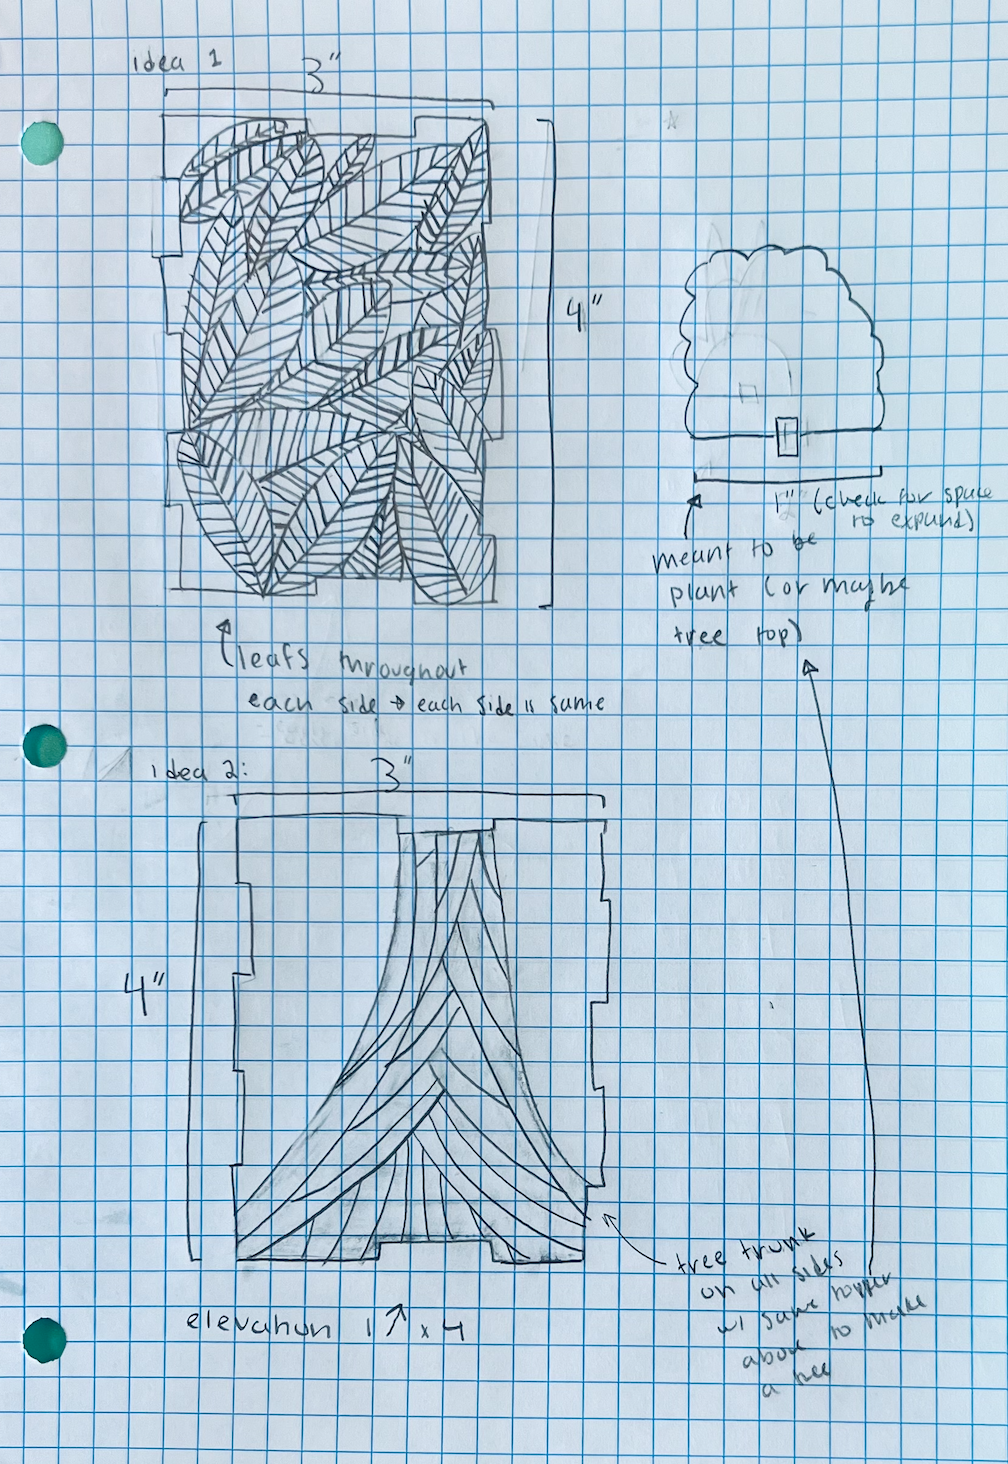 idea 1
3"
4"
1" (check for space
to expand)
meant to be
plant (or maybe
tree top)
leafs throughout
each side → each side is same
idea 2:
3"
4"
tree trunk
on all sides
w/ same topper
above to make
a tree
elevation 1 ↗ x 4